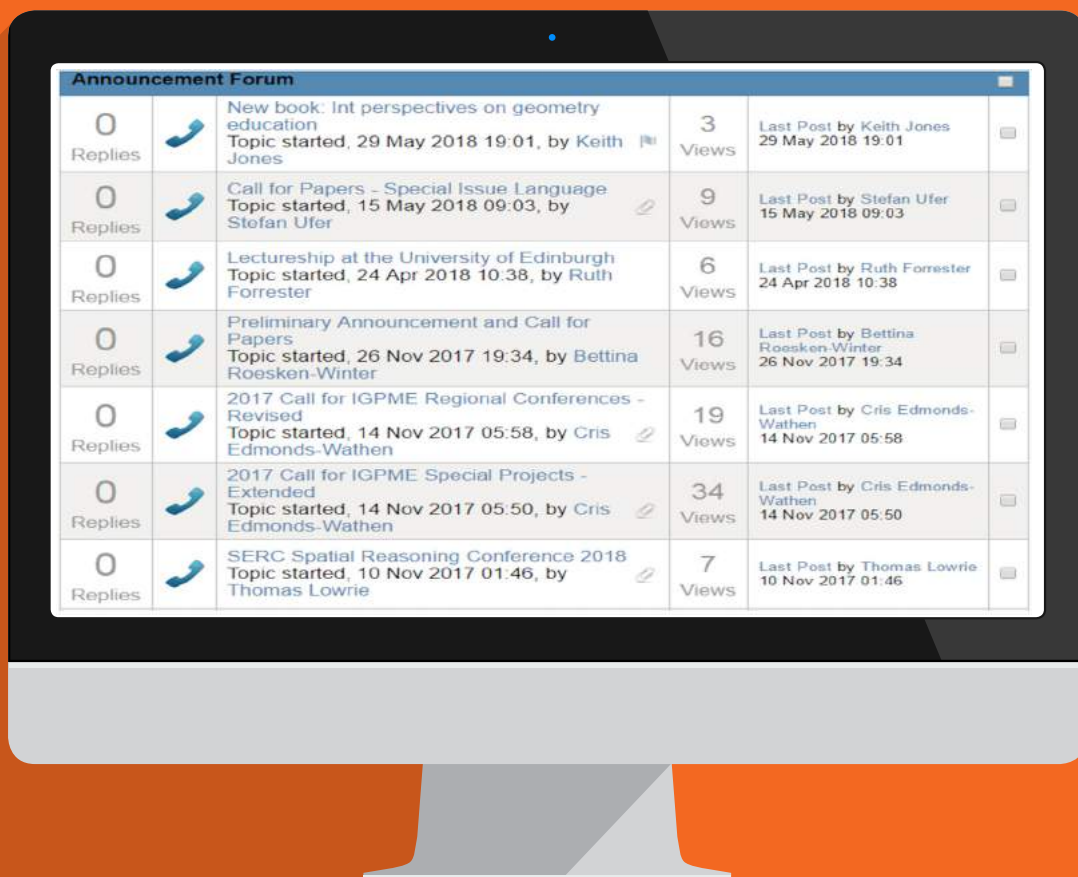 Announcement Forum
0
Replies
New book: Int perspectives on geometry
education
Topic started, 29 May 2018 19:01, by Keith
Jones
3
Views
Last Post by Keith Jones
29 May 2018 19:01
0
Replies
Call for Papers - Special Issue Language
Topic started, 15 May 2018 09:03, by
Stefan Ufer
9
Views
Last Post by Stefan Ufer
15 May 2018 09:03
0
Replies
Lectureship at the University of Edinburgh
Topic started, 24 Apr 2018 10:38, by Ruth
Forrester
6
Views
Last Post by Ruth Forrester
24 Apr 2018 10:38
0
Replies
Preliminary Announcement and Call for
Papers
Topic started, 26 Nov 2017 19:34, by Bettina
Roesken-Winter
16
Views
Last Post by Bettina
Roesken-Winter
26 Nov 2017 19:34
0
Replies
2017 Call for IGPME Regional Conferences -
Revised
Topic started, 14 Nov 2017 05:58, by Cris
Edmonds-Wathen
19
Views
Last Post by Cris Edmonds-
Wathen
14 Nov 2017 05:58
0
Replies
2017 Call for IGPME Special Projects -
Extended
Topic started, 14 Nov 2017 05:50, by Cris
Edmonds-Wathen
34
Views
Last Post by Cris Edmonds-
Wathen
14 Nov 2017 05:50
0
Replies
SERC Spatial Reasoning Conference 2018
Topic started, 10 Nov 2017 01:46, by
Thomas Lowrie
7
Views
Last Post by Thomas Lowrie
10 Nov 2017 01:46